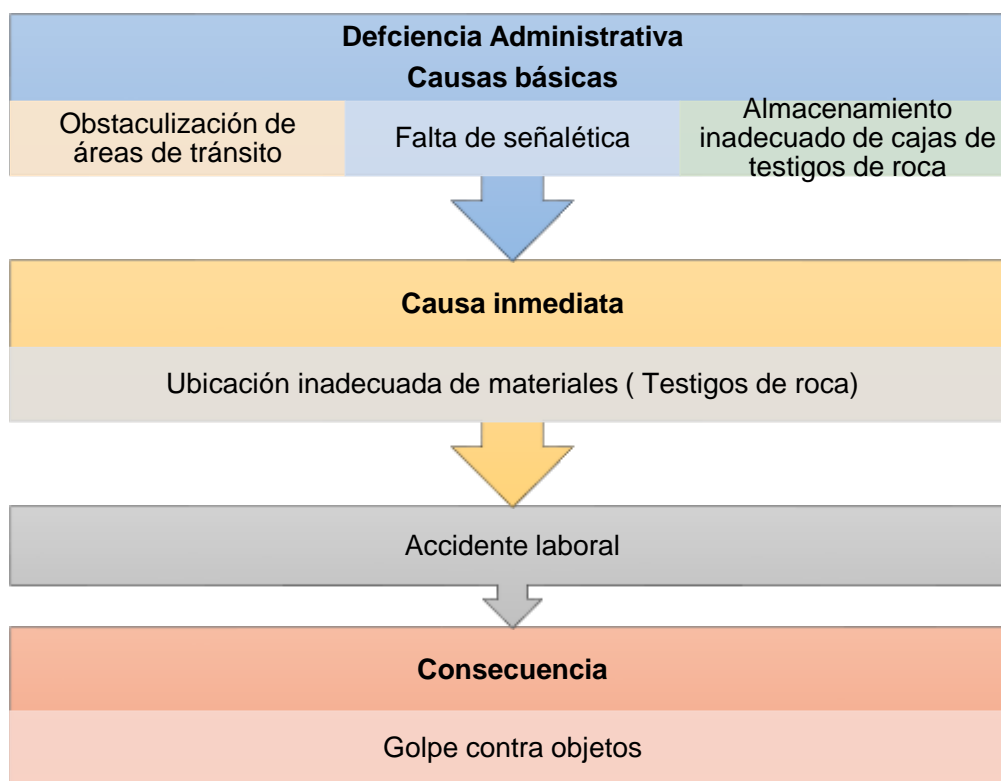 Defciencia Administrativa
Causas básicas
Obstaculización de
áreas de tránsito
Falta de señalética
Almacenamiento
inadecuado de cajas de
testigos de roca
Causa inmediata
Ubicación inadecuada de materiales ( Testigos de roca)
Accidente laboral
Consecuencia
Golpe contra objetos